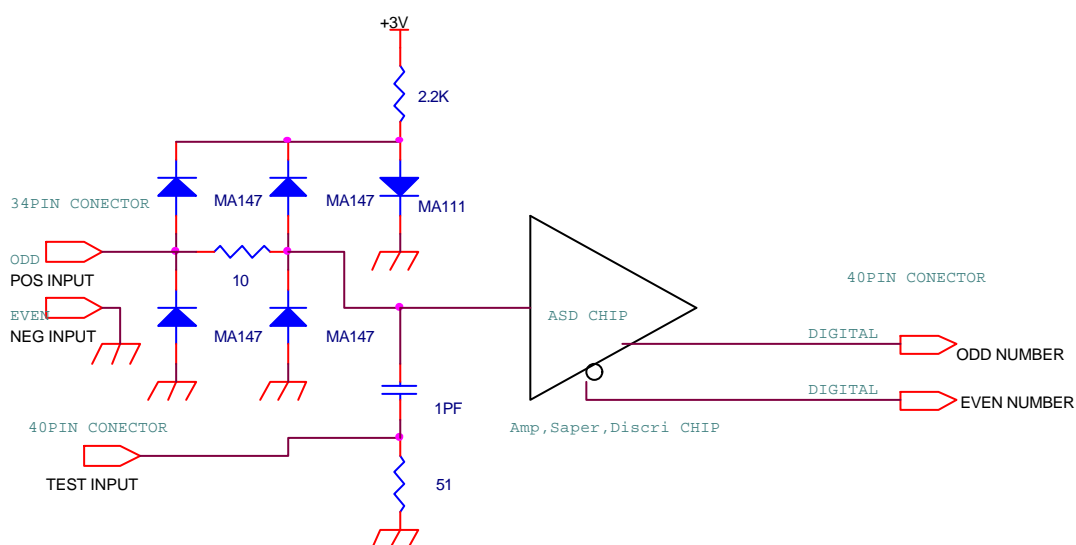 +3V
2.2K
MA147
MA147
MA111
34PIN CONECTOR
ODD
POS INPUT
10
40PIN CONECTOR
EVEN
NEG INPUT
MA147
MA147
ASD CHIP
DIGITAL
ODD NUMBER
DIGITAL
EVEN NUMBER
1PF
Amp,Saper,Discri CHIP
40PIN CONECTOR
TEST INPUT
51